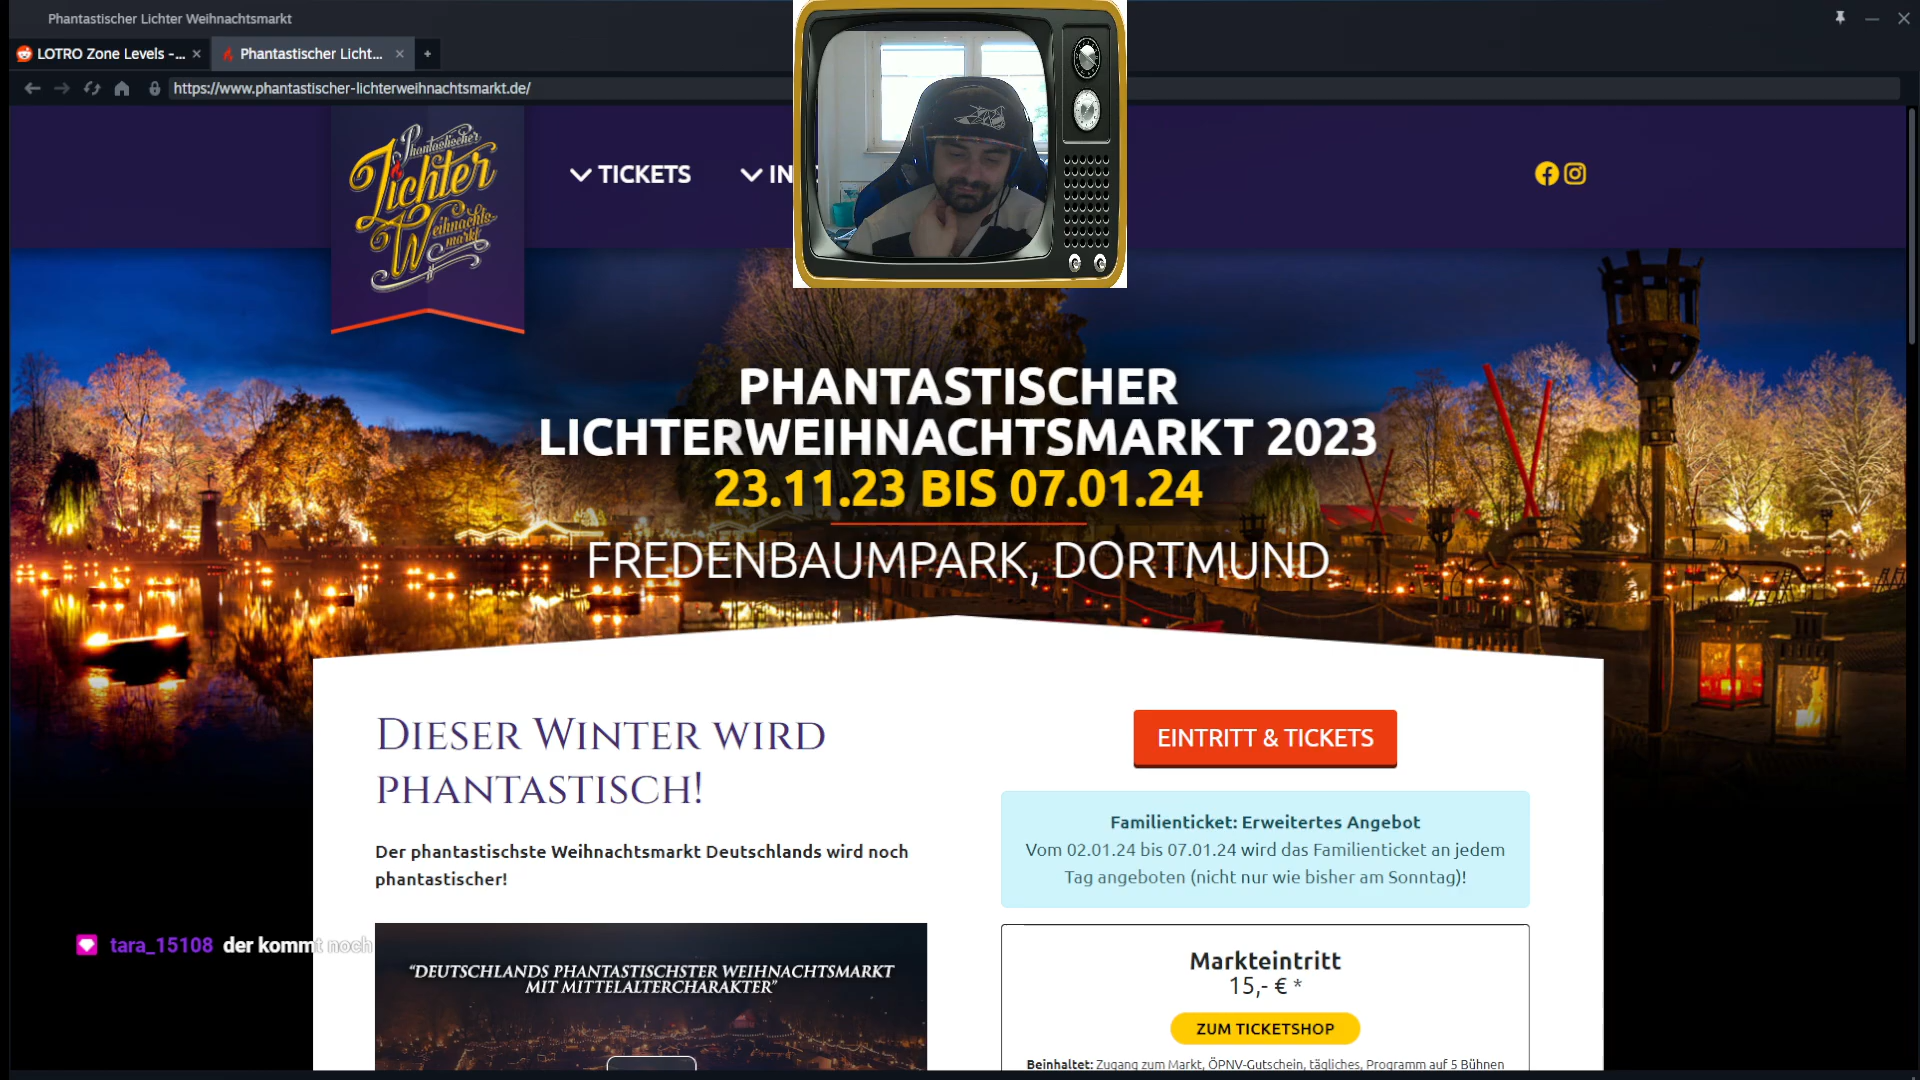 Phantastischer Lichter Weihnachtsmarkt
LOTRO Zone Levels -...
Phantastischer Licht...
https://www.phantastischer-lichterweihnachtsmarkt.de/
Phantastischer
Lichter
Weihnachts
markt
TICKETS
PHANTASTISCHER
LICHTERWEIHNACHTSMARKT 2023
23.11.23 BIS 07.01.24
FREDENBAUMPARK, DORTMUND
DIESER WINTER WIRD
PHANTASTISCH!
Der phantastischste Weihnachtsmarkt Deutschlands wird noch
phantastischer!
"DEUTSCHLANDS PHANTASTISCHSTER WEIHNACHTSMARKT
MIT MITTELALTERCHARAKTER"
EINTRITT & TICKETS
Familienticket: Erweitertes Angebot
Vom 02.01.24 bis 07.01.24 wird das Familienticket an jedem
Tag angeboten (nicht nur wie bisher am Sonntag)!
Markteintritt
15,- € *
ZUM TICKETSHOP
Beinhaltet: Zugang zum Markt, ÖPNV-Gutschein, tägliches, Programm auf 5 Bühnen
tara_15108 der kommt noch